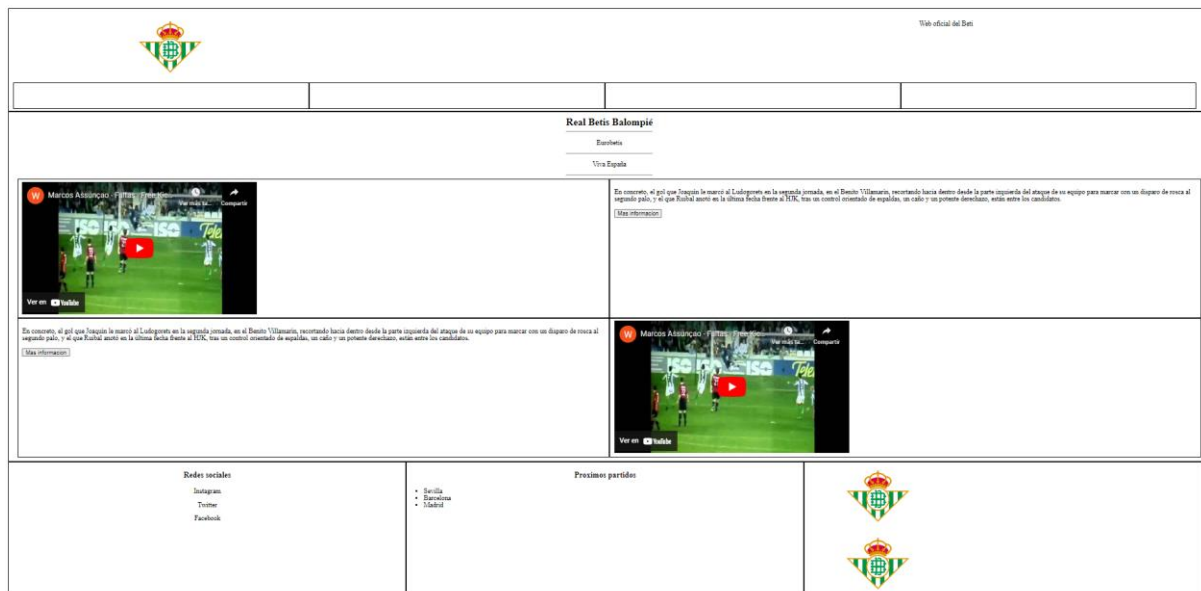 Web oficial del Beti
Real Betis Balompié
Eurobetis
Viva España
W Marcos Assunçao - Faltas / Free Kic...
Ver más ta... Compartir
Ver en YouTube
En concreto, el gol que Joaquin le marcó al Ludogorets en la segunda jornada, en el Benito Villamarin, recortando hacia dentro desde la parte izquierda del ataque de su equipo para marcar con un disparo de rosca al
segundo palo, y el que Ruibal anotó en la última fecha frente al HJK, tras un control orientado de espaldas, un caño y un potente derechazo, están entre los candidatos.
Mas informacion
En concreto, el gol que Joaquin le marcó al Ludogorets en la segunda jornada, en el Benito Villamarin, recortando hacia dentro desde la parte izquierda del ataque de su equipo para marcar con un disparo de rosca al
segundo palo, y el que Ruibal anotó en la última fecha frente al HJK, tras un control orientado de espaldas, un caño y un potente derechazo, están entre los candidatos.
Mas informacion
W Marcos Assunçao - Faltas / Free Kic...
Ver más ta... Compartir
Ver en YouTube
Redes sociales
Instagram
Twitter
Facebook
Proximos partidos
• Sevilla
• Barcelona
• Madrid